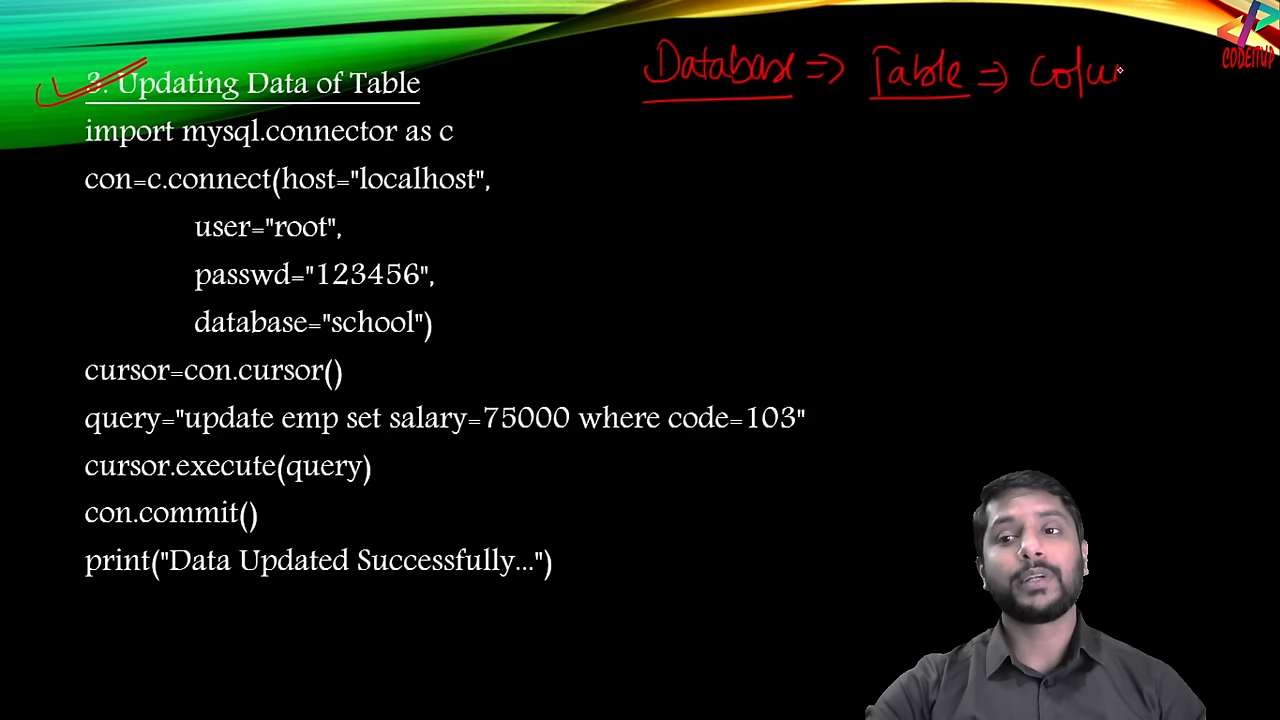 3. Updating Data of Table
Database ⇒ Table ⇒ Colu
CODEITUP
import mysql.connector as c
con=c.connect(host="localhost",
user="root",
passwd="123456",
database="school")
cursor=con.cursor()
query="update emp set salary=75000 where code=103"
cursor.execute(query)
con.commit()
print("Data Updated Successfully...")